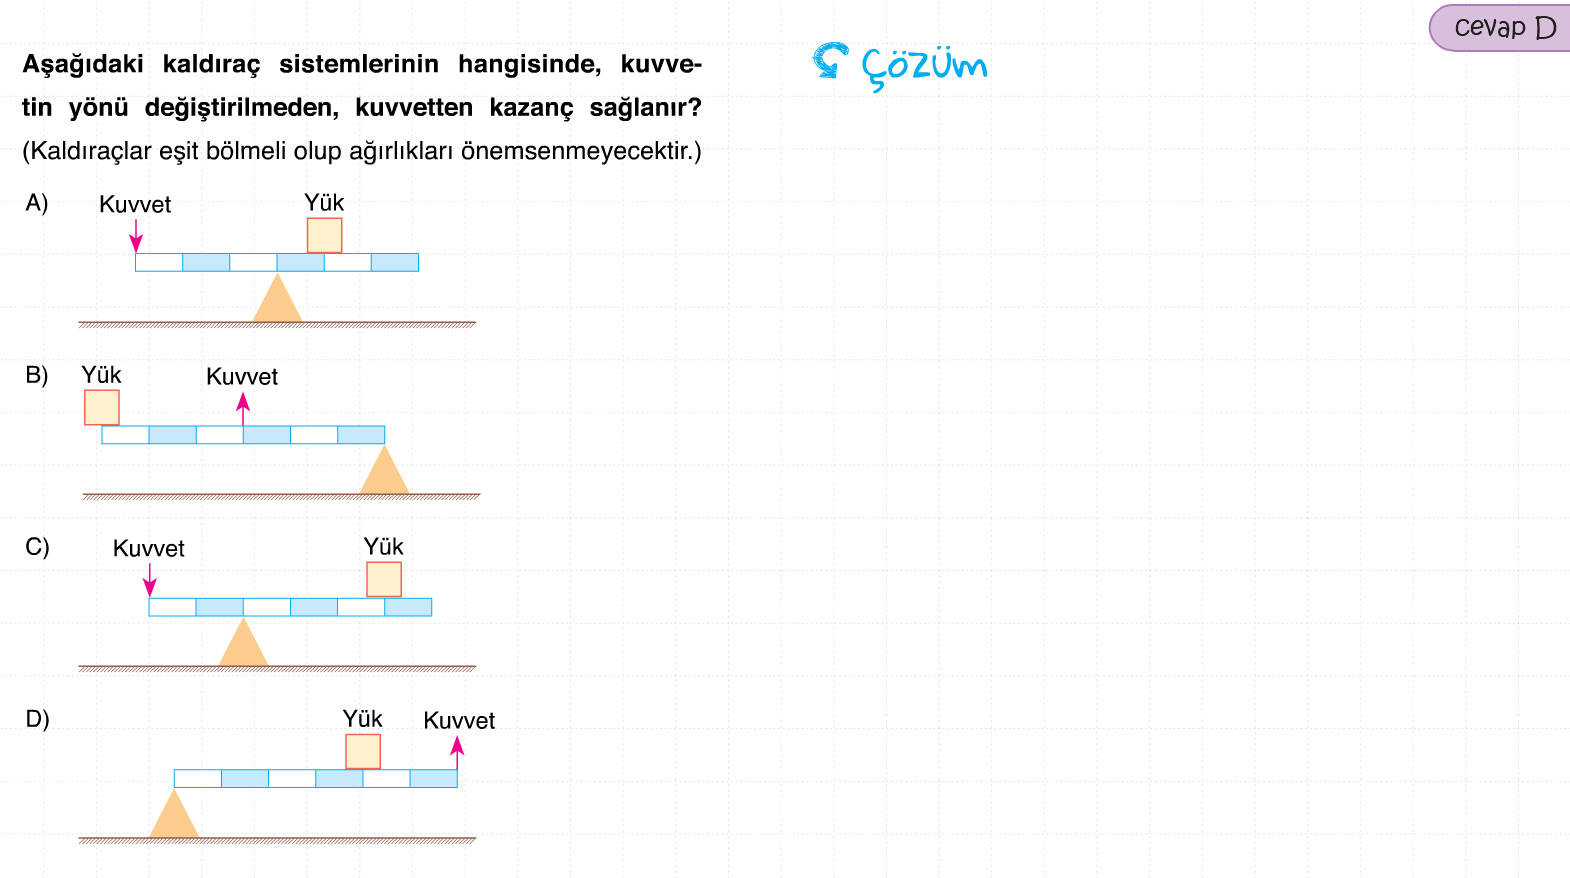 cevap D
Aşağıdaki kaldıraç sistemlerinin hangisinde, kuvve-
tin yönü değiştirilmeden, kuvvetten kazanç sağlanır?
(Kaldıraçlar eşit bölmeli olup ağırlıkları önemsenmeyecektir.)
çözüm
A) Kuvvet Yük
B) Yük Kuvvet
C) Kuvvet Yük
D) Yük Kuvvet